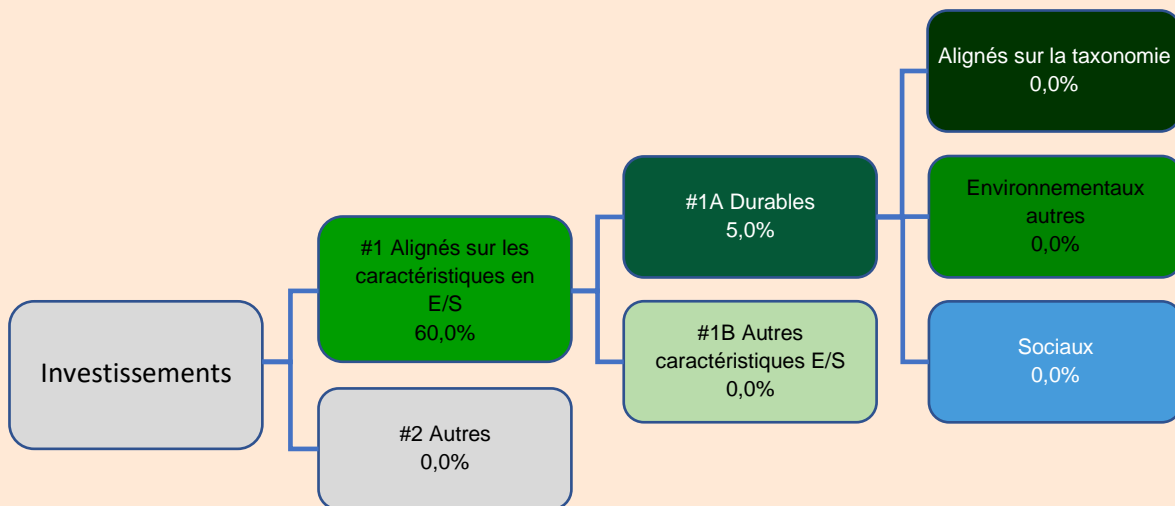 Investissements
#1 Alignés sur les
caractéristiques en
E/S
60,0%
#2 Autres
0,0%
#1A Durables
5,0%
#1B Autres
caractéristiques E/S
0,0%
Alignés sur la taxonomie
0,0%
Environnementaux
autres
0,0%
Sociaux
0,0%